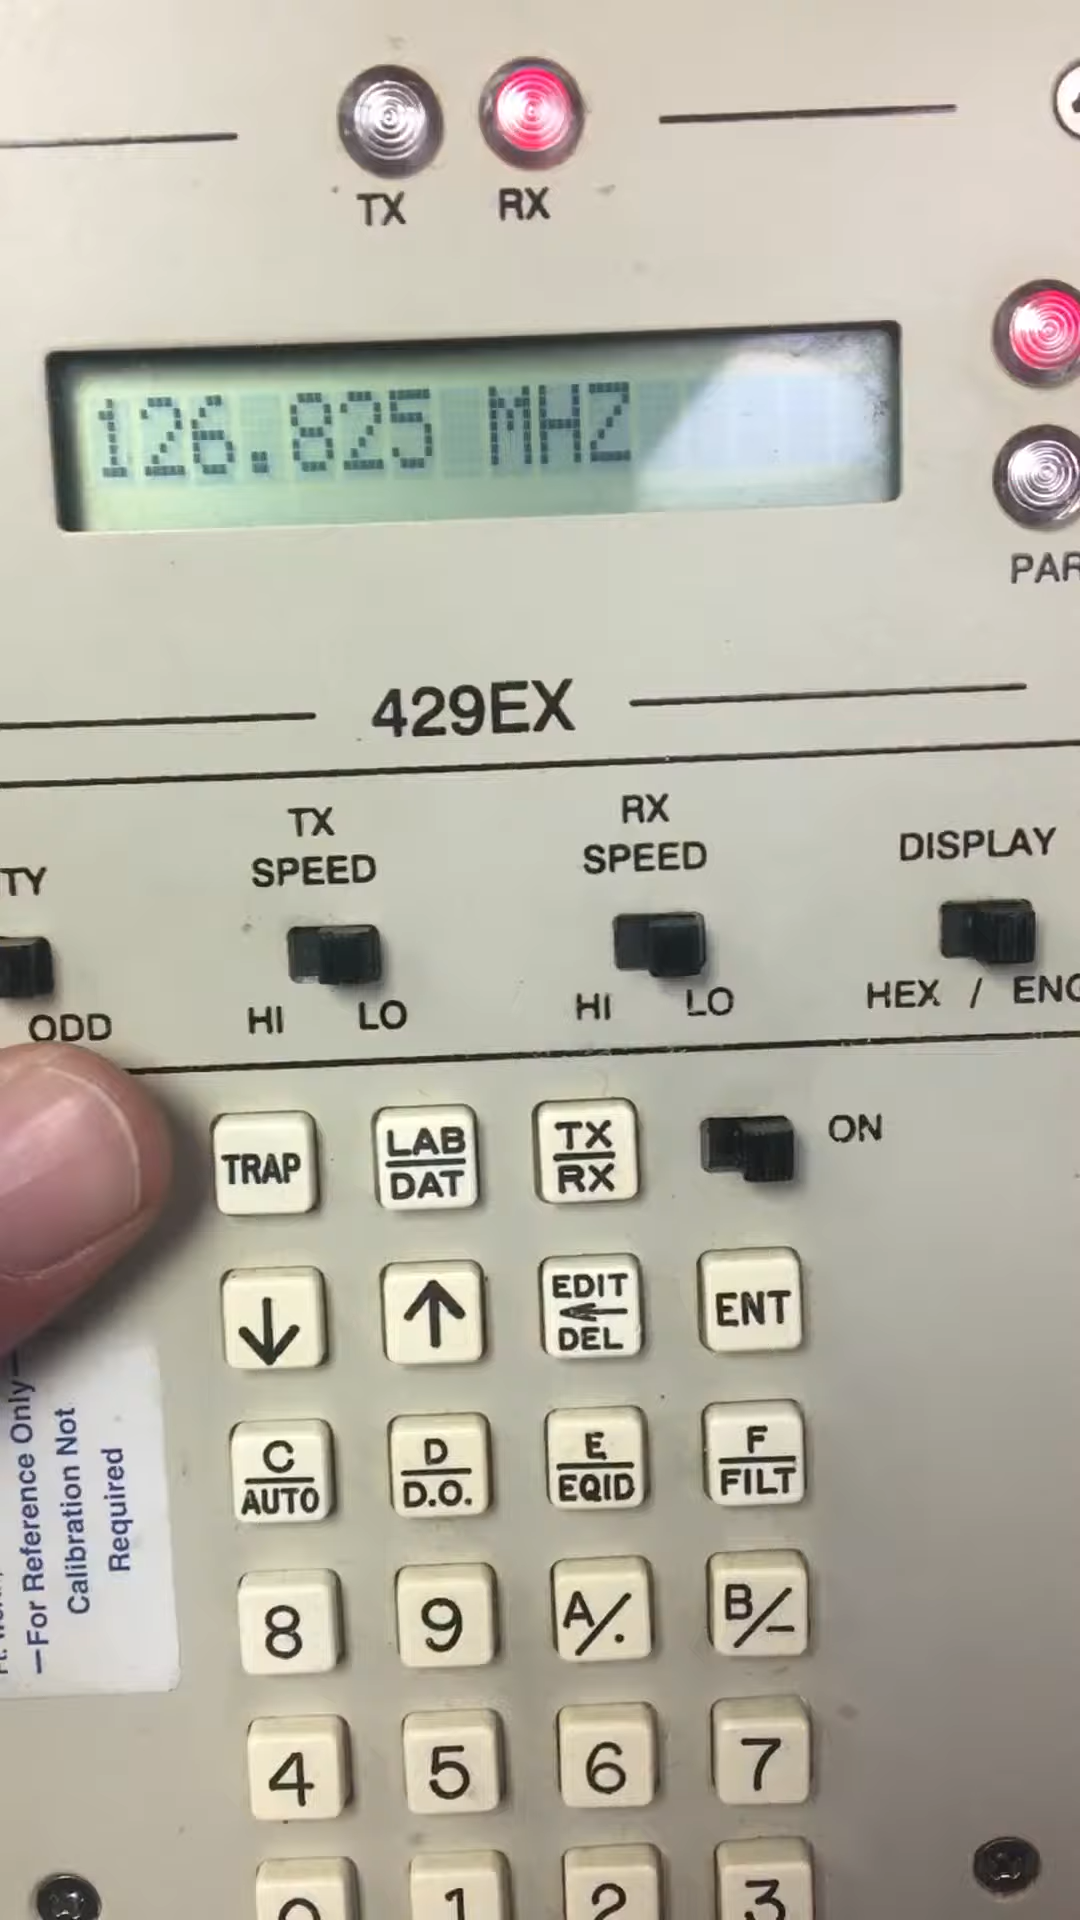 TX RX
126.825 MHZ
PAR
429EX
TX
SPEED
RX
SPEED
DISPLAY
TY
ODD
HI LO
HI LO
HEX / ENG
ON
TRAP
LAB
DAT
TX
RX
↓
↑
EDIT
←
DEL
ENT
C
AUTO
D
D.O.
E
EQID
F
FILT
8
9
A/.
B/-
4
5
6
7
0
1
2
3
—For Reference Only—
Calibration Not
Required